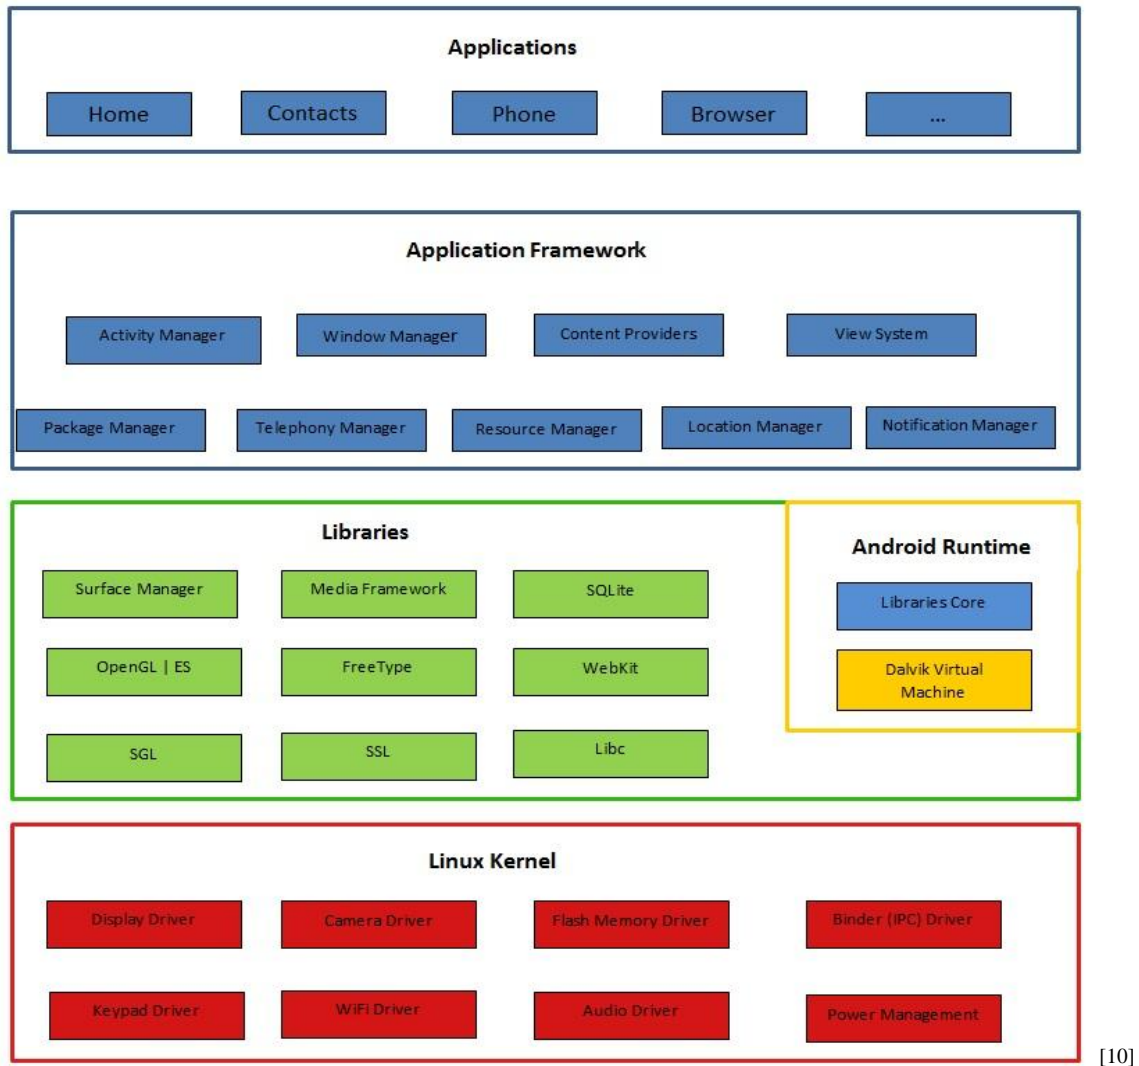 Applications
Home
Contacts
Phone
Browser
...
Application Framework
Activity Manager
Window Manager
Content Providers
View System
Package Manager
Telephony Manager
Resource Manager
Location Manager
Notification Manager
Libraries
Surface Manager
Media Framework
SQLite
OpenGL | ES
FreeType
WebKit
SGL
SSL
Libc
Android Runtime
Libraries Core
Dalvik Virtual
Machine
Linux Kernel
Display Driver
Camera Driver
Flash Memory Driver
Binder (IPC) Driver
Keypad Driver
WiFi Driver
Audio Driver
Power Management
[10]